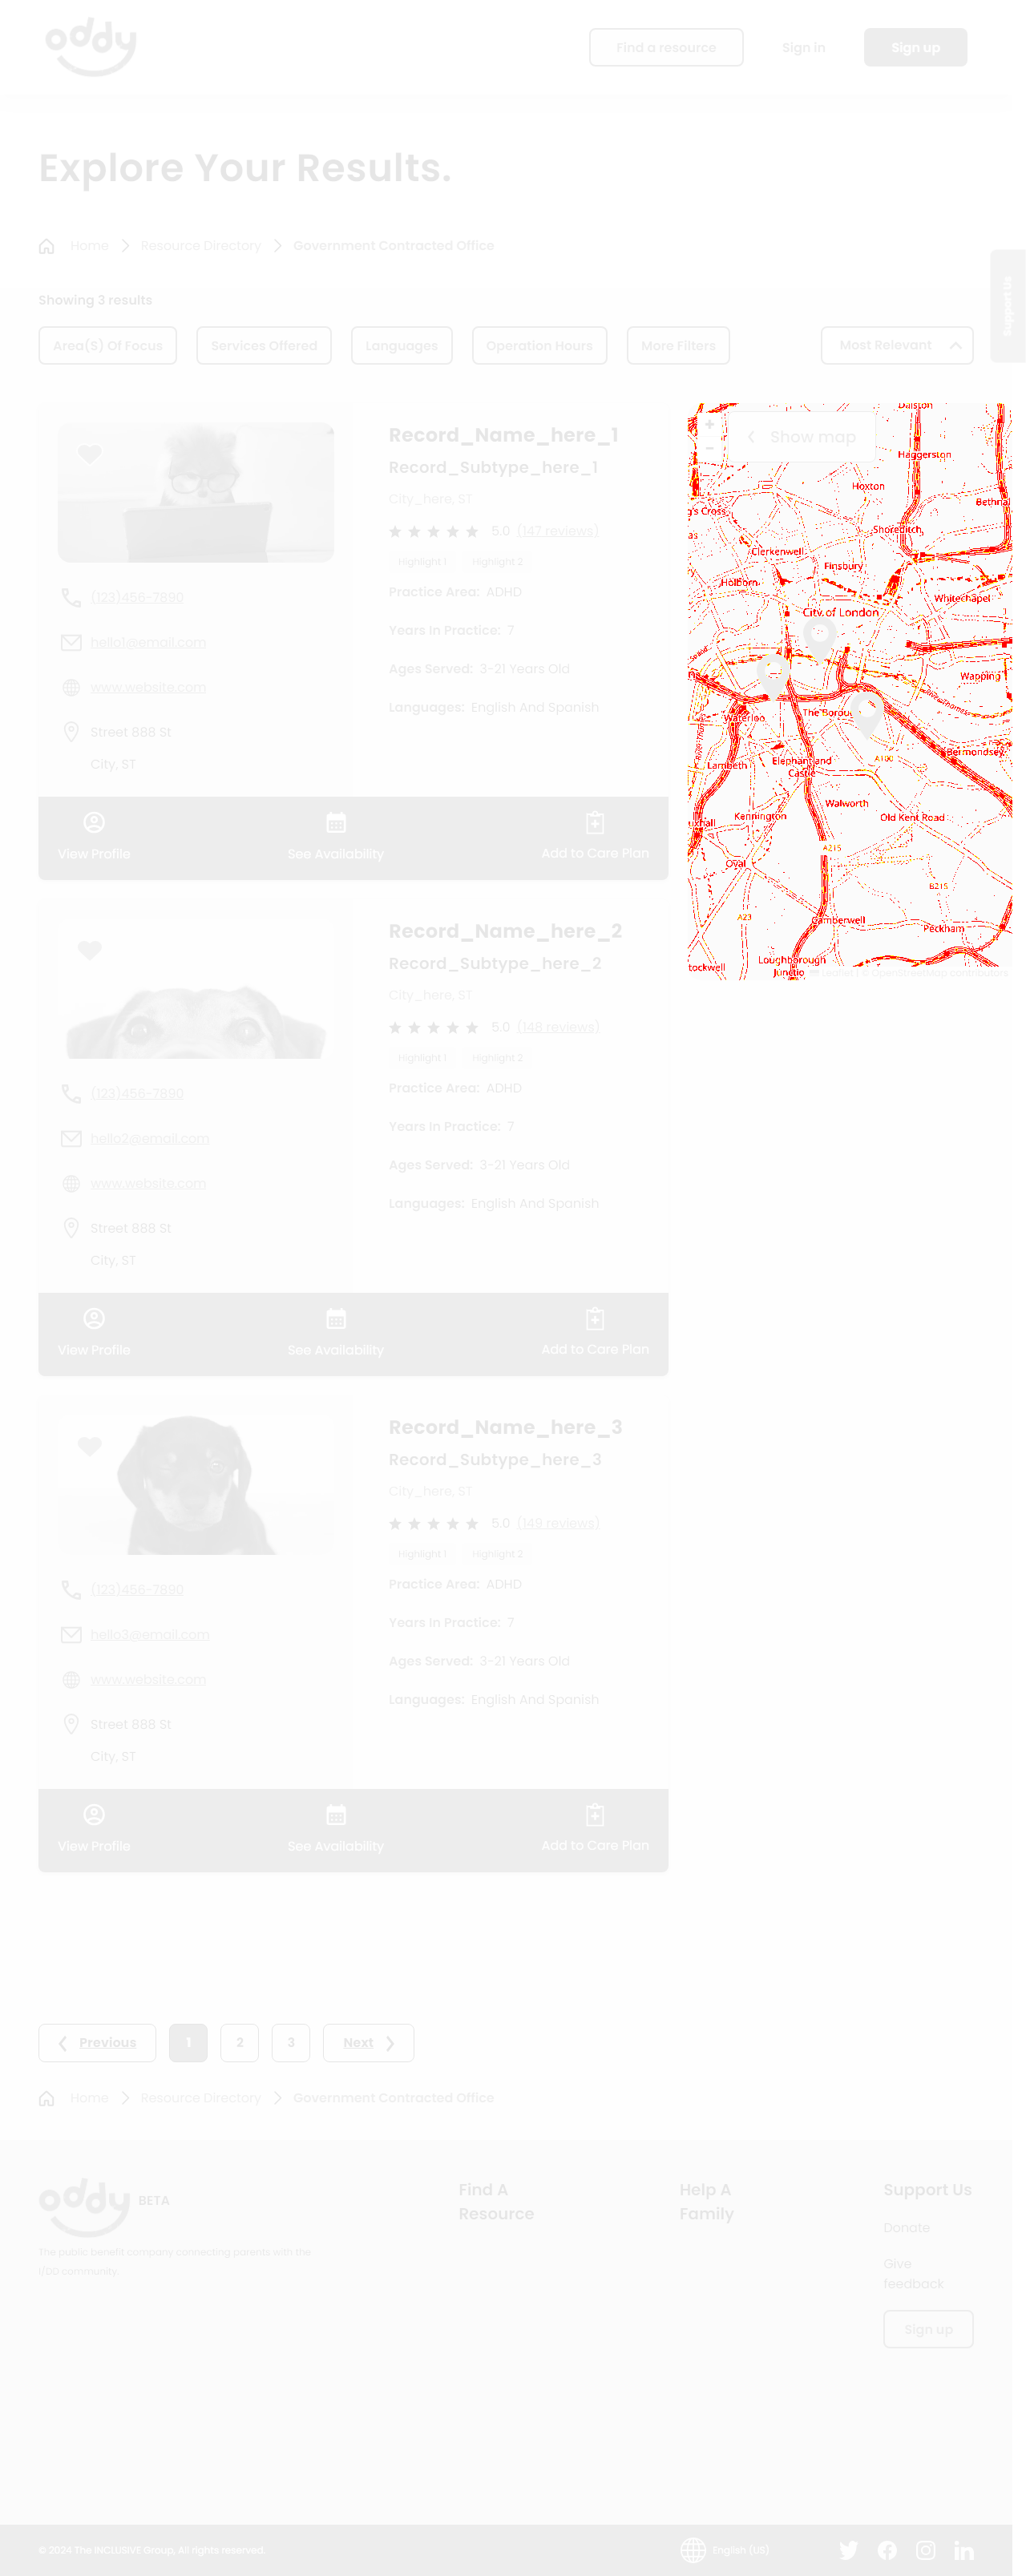 oddy
Find a resource
Sign in
Sign up
Explore Your Results.
Home
Resource Directory
Government Contracted Office
Support Us
Showing 3 results
Area(S) Of Focus
Services Offered
Languages
Operation Hours
More Filters
Most Relevant
Record_Name_here_1
Record_Subtype_here_1
City_here, ST
5.0 (147 reviews)
Highlight 1
Highlight 2
Practice Area: ADHD
Years In Practice: 7
Ages Served: 3-21 Years Old
Languages: English And Spanish
(123)456-7890
hello1@email.com
www.website.com
Street 888 St
City, ST
View Profile
See Availability
Add to Care Plan
+
-
Show map
Dalston
Haggerston
Hoxton
g's Cross
Bethnal
Shoreditch
as
Clerkenwell
Finsbury
Holborn
Whitechapel
City of London
Wapping
The Borou
Waterloo
Bermondsey
Lambeth
Elephant and
Castle
A100
Walworth
Kennington
Old Kent Road
uxhall
A215
Oval
B215
A23
Camberwell
Peckham
Loughborough
Junctio
tockwell
Record_Name_here_2
Record_Subtype_here_2
City_here, ST
5.0 (148 reviews)
Highlight 1
Highlight 2
Practice Area: ADHD
Years In Practice: 7
Ages Served: 3-21 Years Old
Languages: English And Spanish
(123)456-7890
hello2@email.com
www.website.com
Street 888 St
City, ST
View Profile
See Availability
Add to Care Plan
Record_Name_here_3
Record_Subtype_here_3
City_here, ST
5.0 (149 reviews)
Highlight 1
Highlight 2
Practice Area: ADHD
Years In Practice: 7
Ages Served: 3-21 Years Old
Languages: English And Spanish
(123)456-7890
hello3@email.com
www.website.com
Street 888 St
City, ST
View Profile
See Availability
Add to Care Plan
Previous
1
2
3
Next
Home
Resource Directory
Government Contracted Office
oddy
BETA
The public benefit company connecting parents with the
I/DD community.
Find A
Resource
Help A
Family
Support Us
Donate
Give
feedback
Sign up
© 2024 The INCLUSIVE Group, All rights reserved.
English (US)